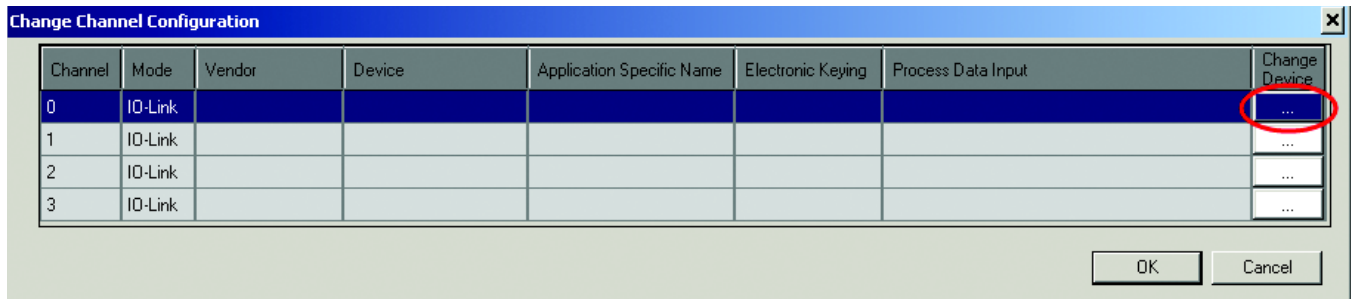 Change Channel Configuration
Channel Mode Vendor Device Application Specific Name Electronic Keying Process Data Input Change Device
0 IO-Link ...
1 IO-Link ...
2 IO-Link ...
3 IO-Link ...
OK Cancel